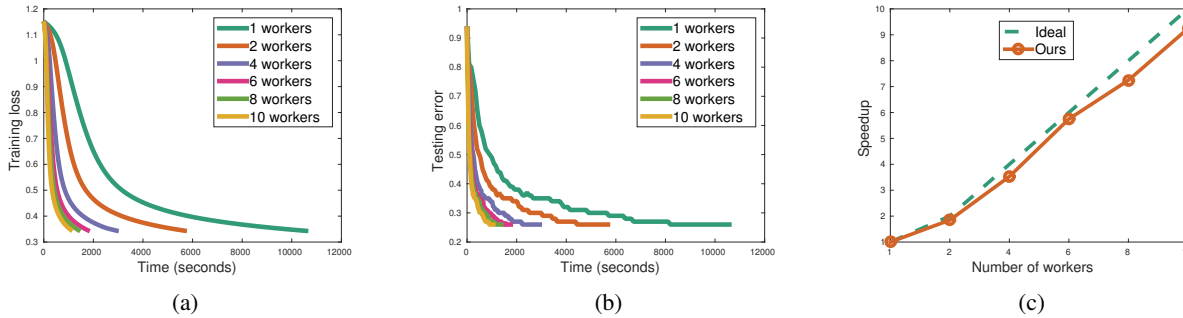 1.2
1.1
1
0.9
0.8
0.7
0.6
0.5
0.4
0.3
Training loss
0 2000 4000 6000 8000 10000 12000
Time (seconds)
1 workers
2 workers
4 workers
6 workers
8 workers
10 workers
(a)
1
0.9
0.8
0.7
0.6
0.5
0.4
0.3
0.2
Testing error
0 2000 4000 6000 8000 10000 12000
Time (seconds)
1 workers
2 workers
4 workers
6 workers
8 workers
10 workers
(b)
10
9
8
7
6
5
4
3
2
1
Speedup
1 2 4 6 8
Number of workers
Ideal
Ours
(c)